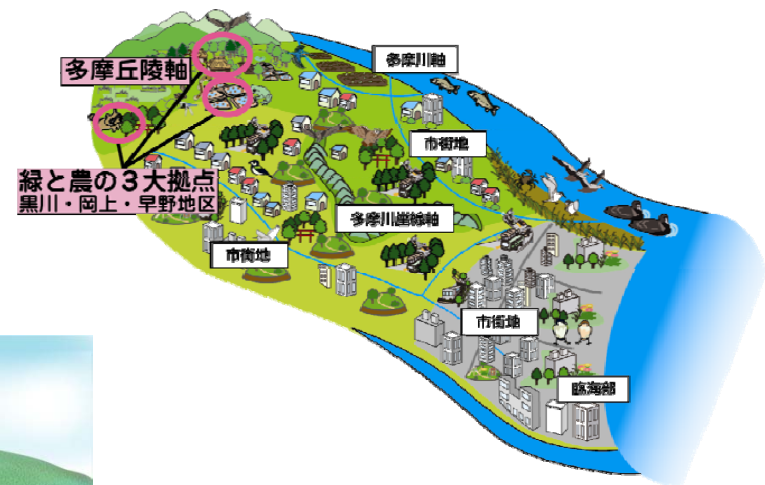 多摩川軸
多摩丘陵軸
市街地
緑と農の３大拠点
黒川・岡上・早野地区
多摩川崖線軸
市街地
市街地
臨海部